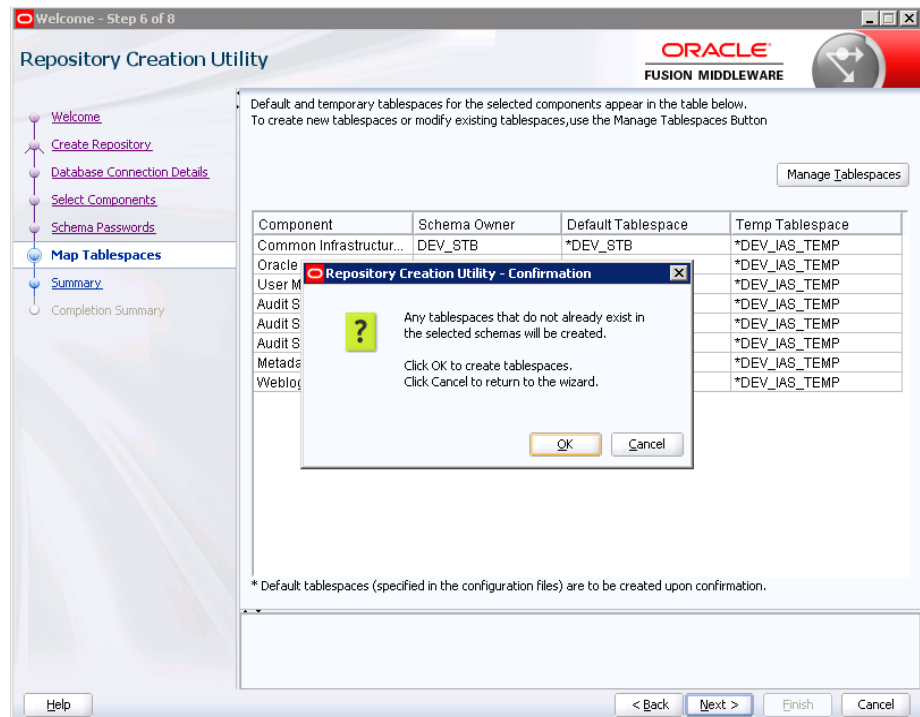 Welcome - Step 6 of 8
Repository Creation Utility
ORACLE
FUSION MIDDLEWARE
Welcome
Create Repository
Database Connection Details
Select Components
Schema Passwords
Map Tablespaces
Summary
Completion Summary
Default and temporary tablespaces for the selected components appear in the table below.
To create new tablespaces or modify existing tablespaces,use the Manage Tablespaces Button
Manage Tablespaces
Component Schema Owner Default Tablespace Temp Tablespace
Common Infrastructur... DEV_STB *DEV_STB *DEV_IAS_TEMP
Oracle *DEV_IAS_TEMP
User M *DEV_IAS_TEMP
Audit S *DEV_IAS_TEMP
Audit S *DEV_IAS_TEMP
Audit S *DEV_IAS_TEMP
Metada *DEV_IAS_TEMP
Weblog *DEV_IAS_TEMP
Repository Creation Utility - Confirmation
Any tablespaces that do not already exist in
the selected schemas will be created.
Click OK to create tablespaces.
Click Cancel to return to the wizard.
OK Cancel
* Default tablespaces (specified in the configuration files) are to be created upon confirmation.
Help < Back Next > Finish Cancel